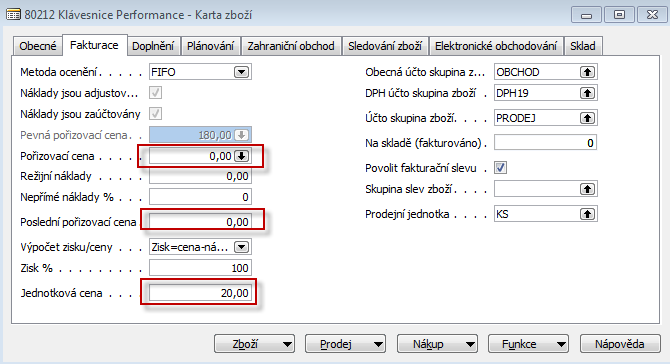 80212 Klávesnice Performance - Karta zboží
Obecné Fakturace Doplnění Plánování Zahraniční obchod Sledování zboží Elektronické obchodování Sklad
Metoda ocenění . . . . . FIFO
Náklady jsou adjustov...
Náklady jsou zaúčtovány
Pevná pořizovací cena . . 180,00
Pořizovací cena . . . . . 0,00
Režijní náklady . . . . . 0,00
Nepřímé náklady % . . . 0
Poslední pořizovací cena 0,00
Výpočet zisku/ceny . . . Zisk=cena-ná...
Zisk % . . . . . . . . 100
Jednotková cena . . . . 20,00
Obecná účto skupina z... OBCHOD
DPH účto skupina zboží . DPH19
Účto skupina zboží. . . . PRODEJ
Na skladě (fakturováno) . 0
Povolit fakturační slevu .
Skupina slev zboží. . . .
Prodejní jednotka . . . . KS
Zboží Prodej Nákup Funkce Nápověda